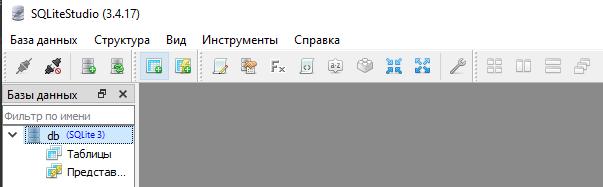 SQLiteStudio (3.4.17)
База данных Структура Вид Инструменты Справка
Fx a-z
Базы данных
Фильтр по имени
db (SQLite 3)
Таблицы
Представ...